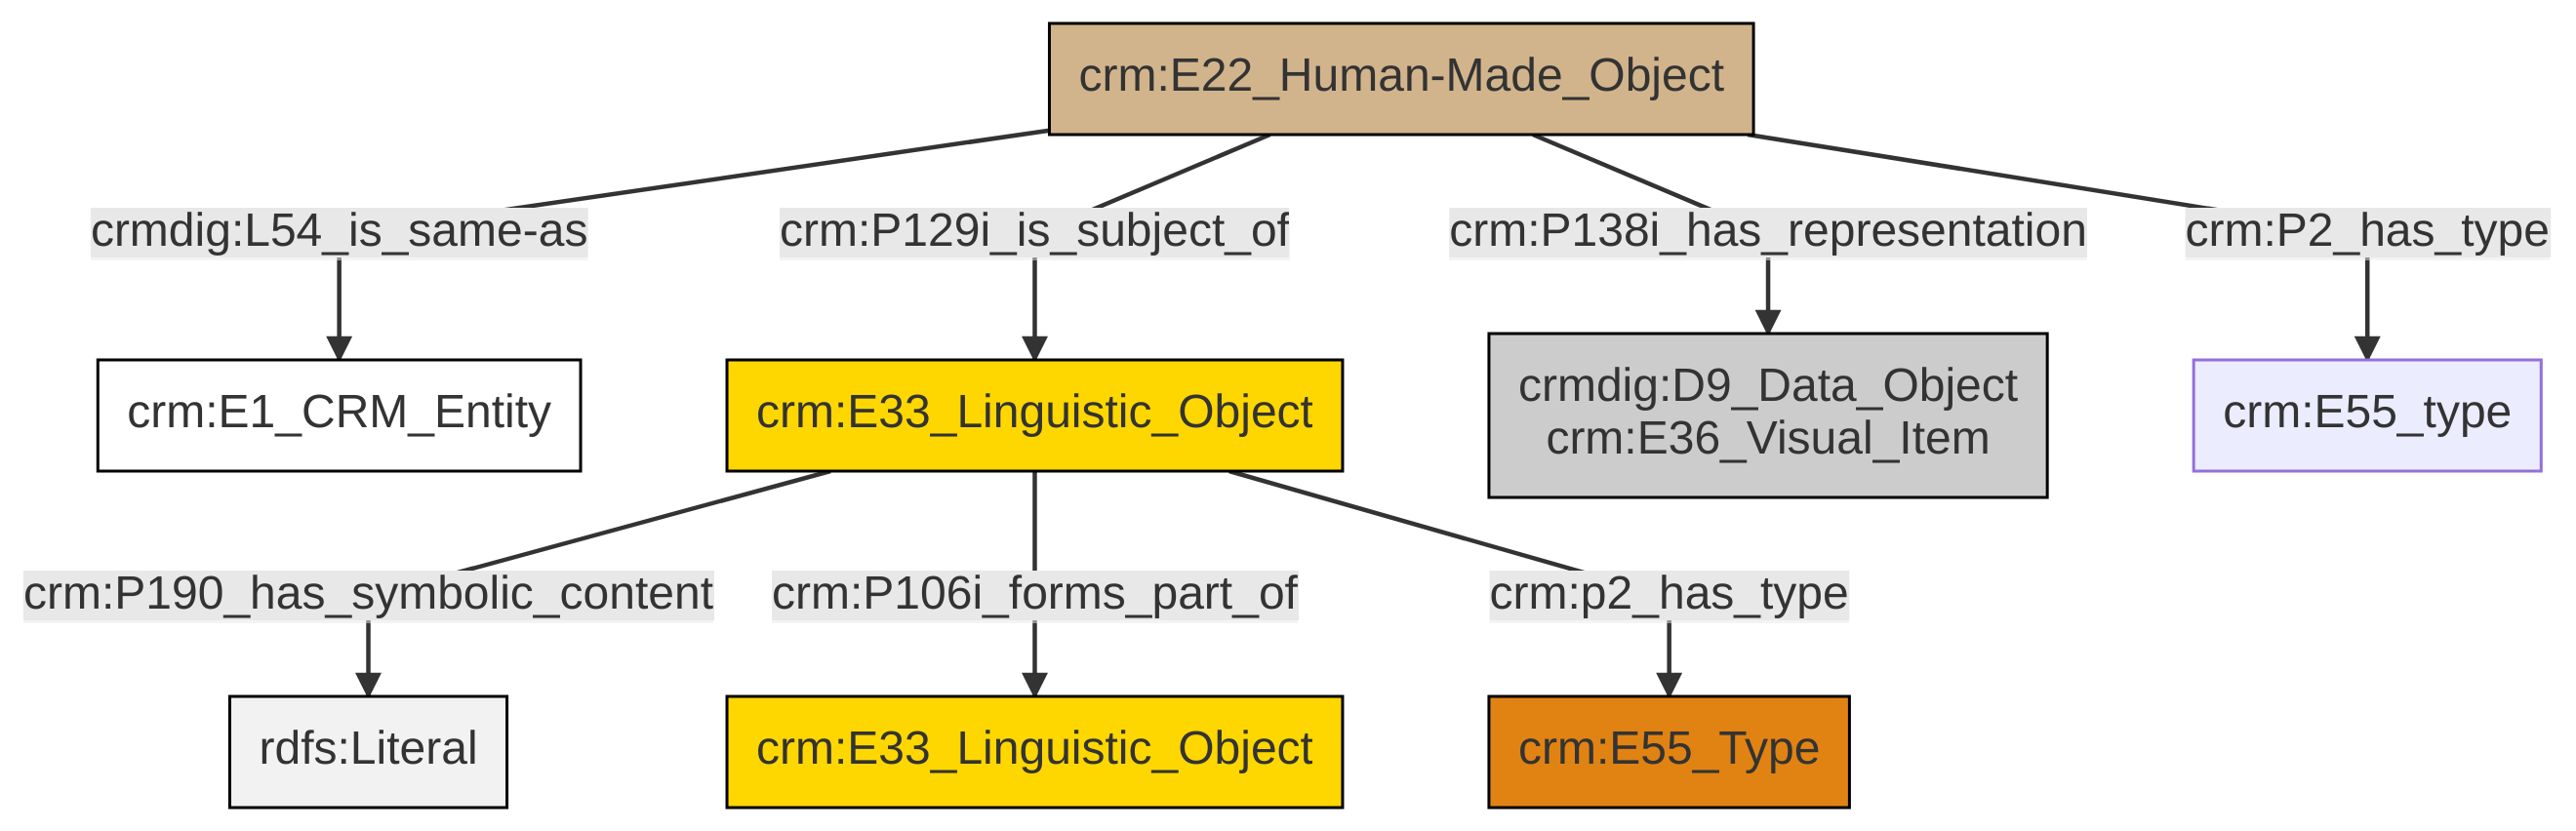 crm:E22_Human-Made_Object
crmdig:L54_is_same-as
crm:P129i_is_subject_of
crm:P138i_has_representation
crm:P2_has_type
crm:E1_CRM_Entity
crm:E33_Linguistic_Object
crmdig:D9_Data_Object
crm:E36_Visual_Item
crm:E55_type
crm:P190_has_symbolic_content
crm:P106i_forms_part_of
crm:p2_has_type
rdfs:Literal
crm:E33_Linguistic_Object
crm:E55_Type